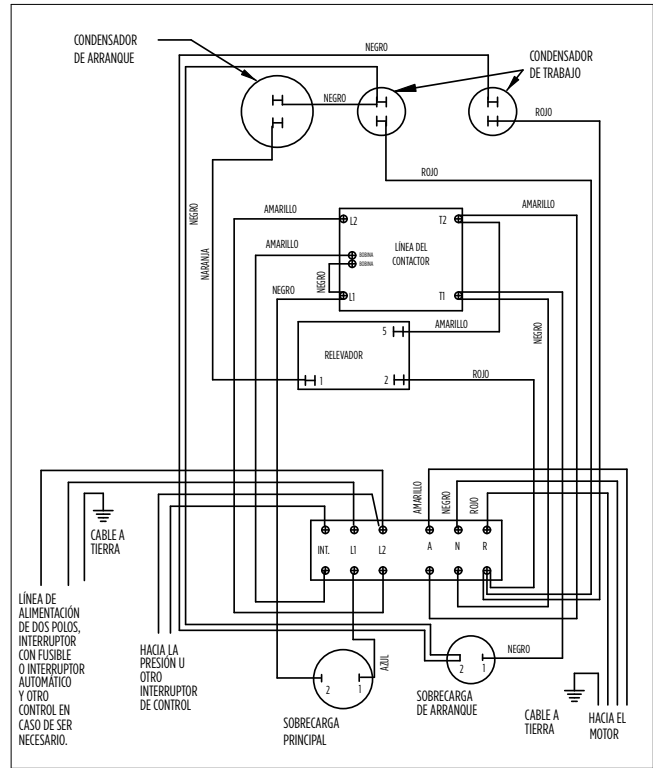 CONDENSADOR
DE ARRANQUE
NEGRO
CONDENSADOR
DE TRABAJO
NEGRO
ROJO
ROJO
NEGRO
NARANJA
AMARILLO
AMARILLO
L2
T2
AMARILLO
BOBINA
BOBINA
LÍNEA DEL
CONTACTOR
NEGRO
NEGRO
L1
T1
5
AMARILLO
NEGRO
RELEVADOR
1
2
ROJO
AMARILLO
NEGRO
ROJO
CABLE A
TIERRA
INT.
L1
L2
A
N
R
LÍNEA DE
ALIMENTACIÓN
DE DOS POLOS,
INTERRUPTOR
CON FUSIBLE
O INTERRUPTOR
AUTOMÁTICO
Y OTRO
CONTROL EN
CASO DE SER
NECESARIO.
HACIA LA
PRESIÓN U
OTRO
INTERRUPTOR
DE CONTROL
AZUL
2
1
SOBRECARGA
PRINCIPAL
2
1
NEGRO
SOBRECARGA
DE ARRANQUE
CABLE A
TIERRA
HACIA EL
MOTOR